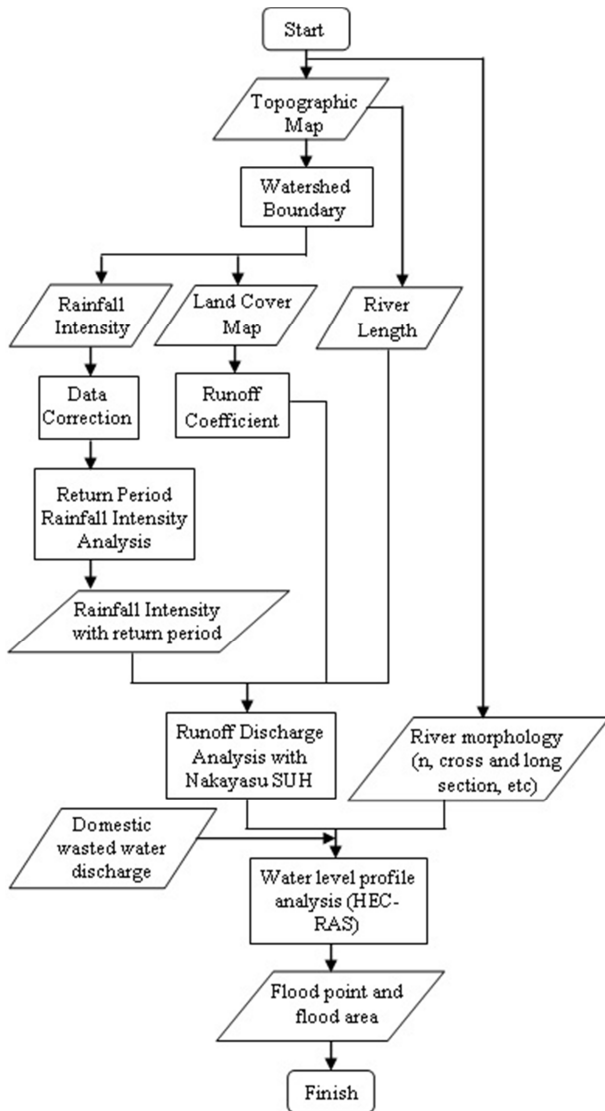 Start
Topographic
Map
Watershed
Boundary
Rainfall
Intensity
Land Cover
Map
River
Length
Data
Correction
Runoff
Coefficient
Return Period
Rainfall Intensity
Analysis
Rainfall Intensity
with return period
Runoff Discharge
Analysis with
Nakayasu SUH
River morphology
(n, cross and long
section, etc)
Domestic
wasted water
discharge
Water level profile
analysis (HEC-
RAS)
Flood point and
flood area
Finish